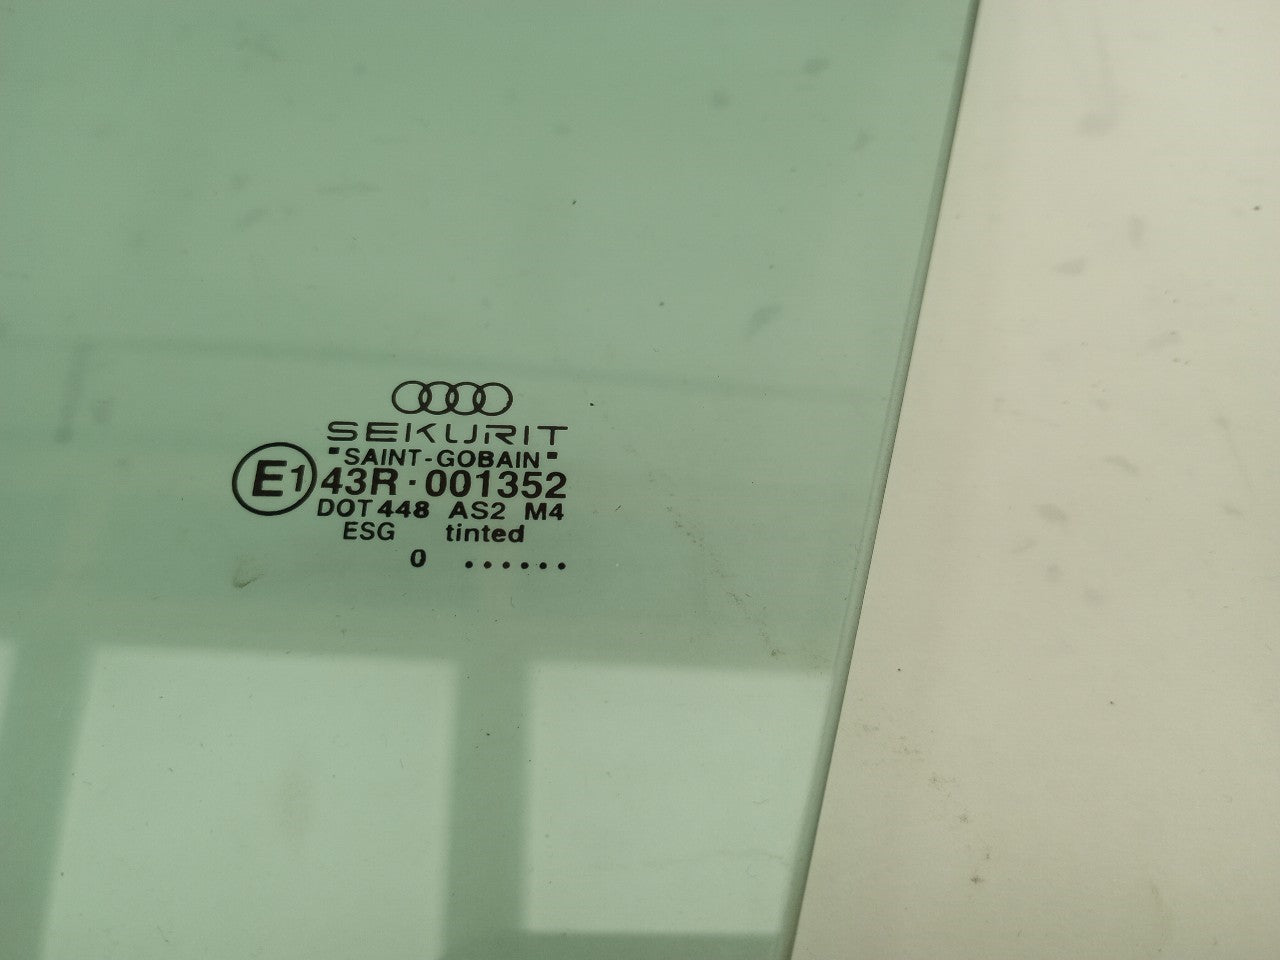 SEKURIT
"SAINT-GOBAIN"
E1 43R·001352
DOT 448 AS2 M4
ESG tinted
0 ......